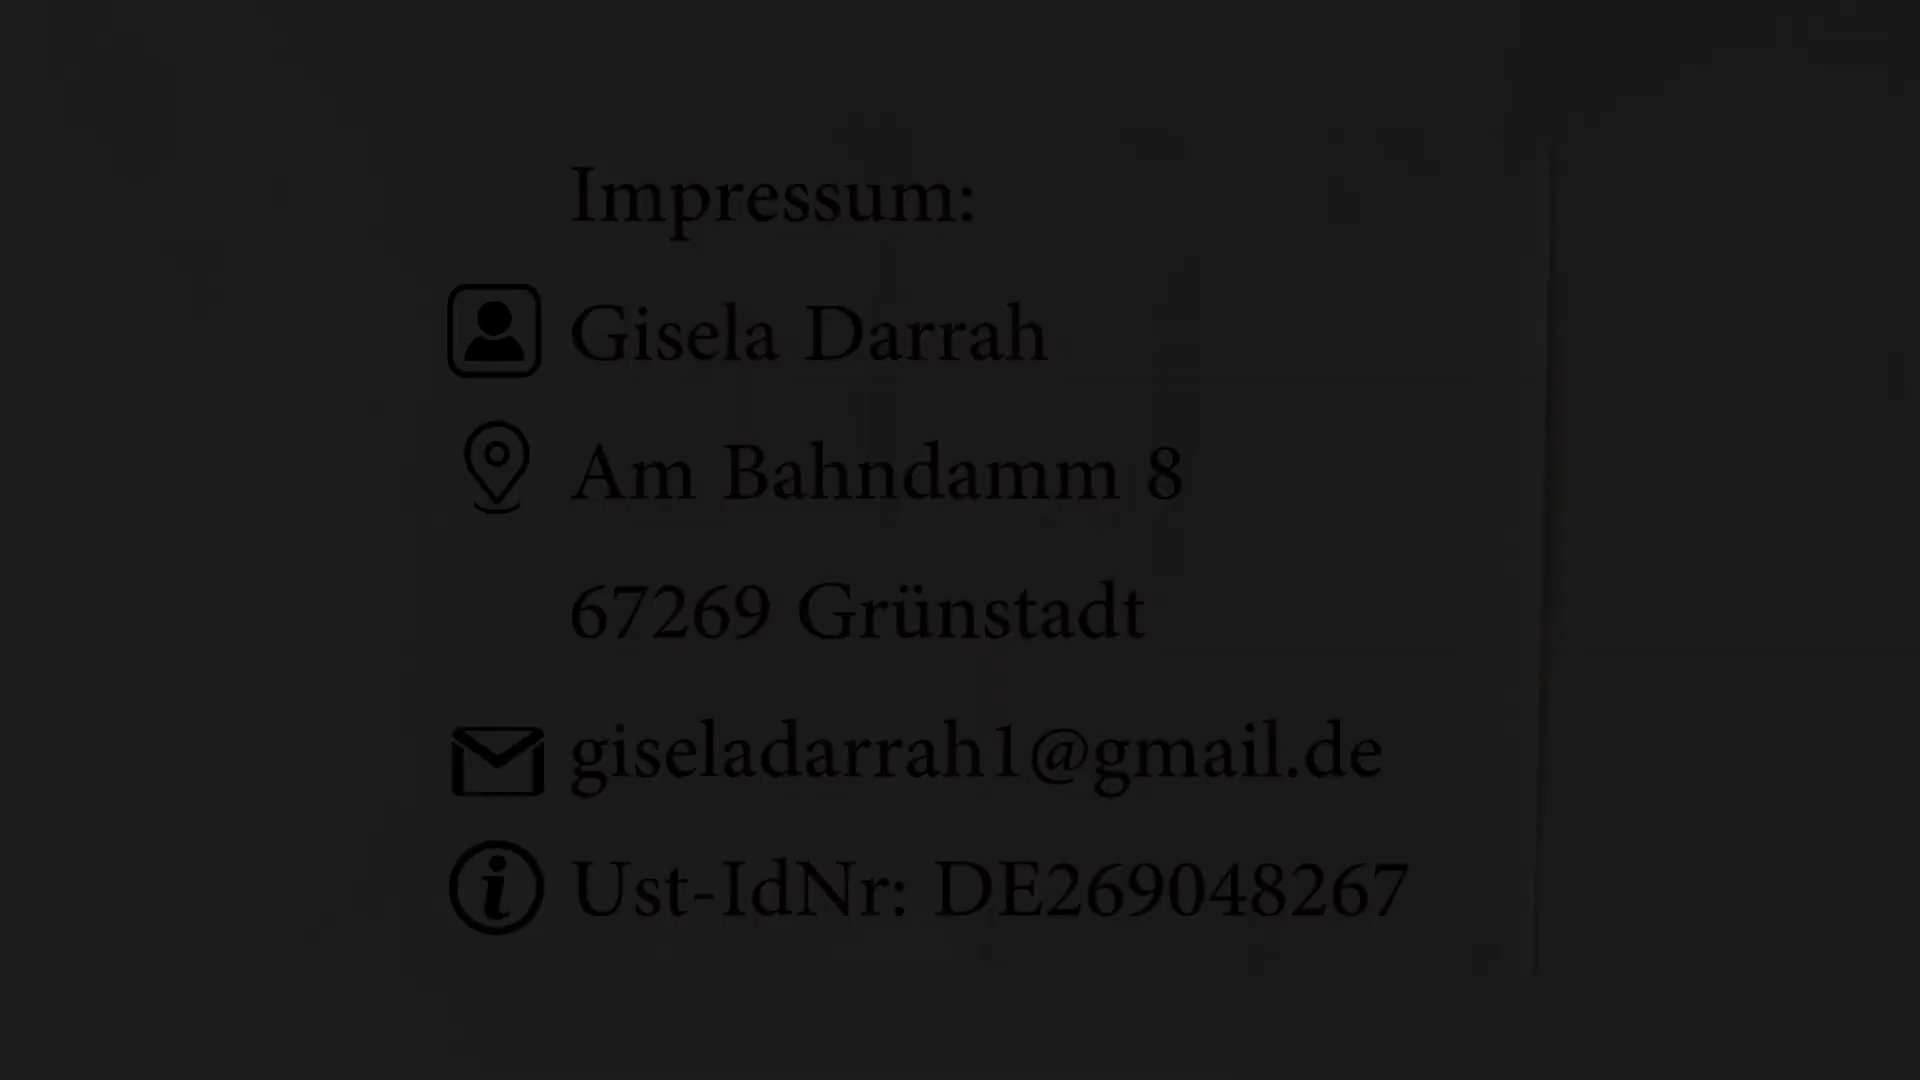 Impressum:
Gisela Darrah
Am Bahndamm 8
67269 Grünstadt
giseladarrah1@gmail.de
Ust-IdNr: DE269048267